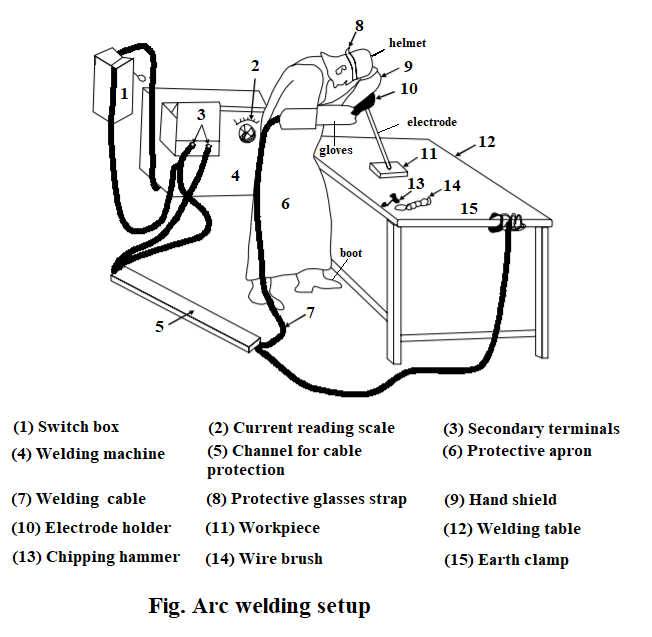 8
helmet
2
9
1
10
3
electrode
gloves
12
11
4
13
14
6
15
boot
7
5
(1) Switch box
(2) Current reading scale
(3) Secondary terminals
(4) Welding machine
(5) Channel for cable
protection
(6) Protective apron
(7) Welding cable
(8) Protective glasses strap
(9) Hand shield
(10) Electrode holder
(11) Workpiece
(12) Welding table
(13) Chipping hammer
(14) Wire brush
(15) Earth clamp
Fig. Arc welding setup